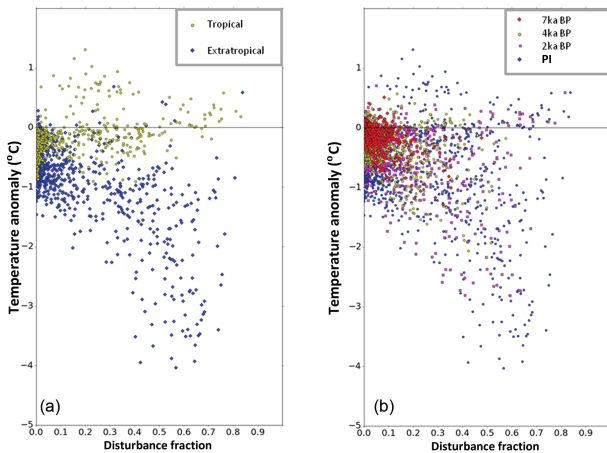 Tropical
Extratropical
Temperature anomaly (°C)
1
0
−1
−2
−3
−4
−5
(a)
0.0 0.1 0.2 0.3 0.4 0.5 0.6 0.7 0.8 0.9
Disturbance fraction
7ka BP
4ka BP
2ka BP
PI
Temperature anomaly (°C)
1
0
−1
−2
−3
−4
−5
(b)
0.0 0.1 0.2 0.3 0.4 0.5 0.6 0.7 0.8 0.9
Disturbance fraction